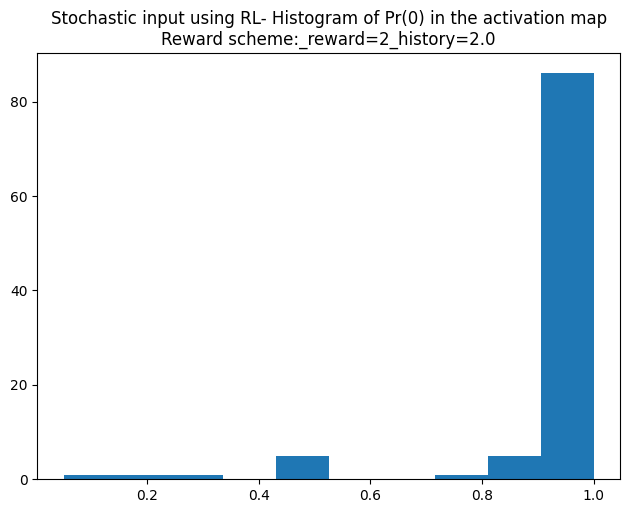 Stochastic input using RL- Histogram of Pr(0) in the activation map
Reward scheme:_reward=2_history=2.0
80
60
40
20
0
0.2 0.4 0.6 0.8 1.0